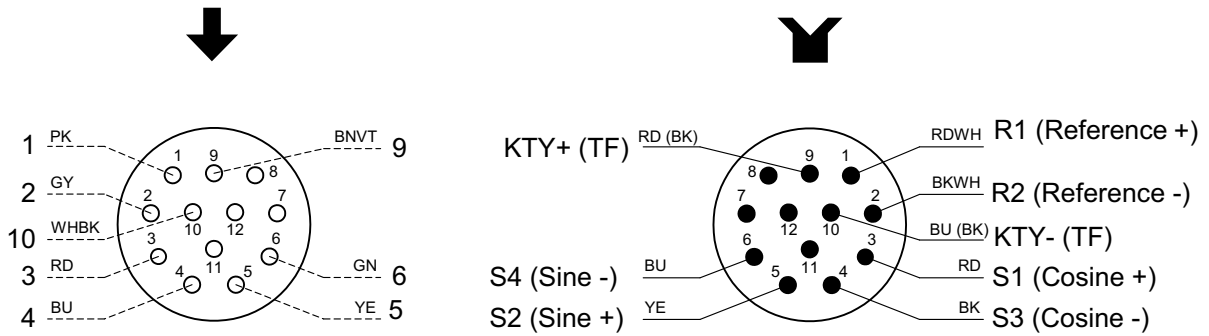 1 PK
BNVT 9
1 9 8
2 GY
2 7
10 WHBK
10 12
3 RD
3 6
11
GN 6
4 BU
4 5
YE 5
KTY+ (TF) RD (BK)
RDWH R1 (Reference +)
8 9 1
BKWH R2 (Reference -)
7 2
12 10
BU (BK) KTY- (TF)
6 3
11
S4 (Sine -) BU
RD S1 (Cosine +)
5 4
S2 (Sine +) YE
BK S3 (Cosine -)